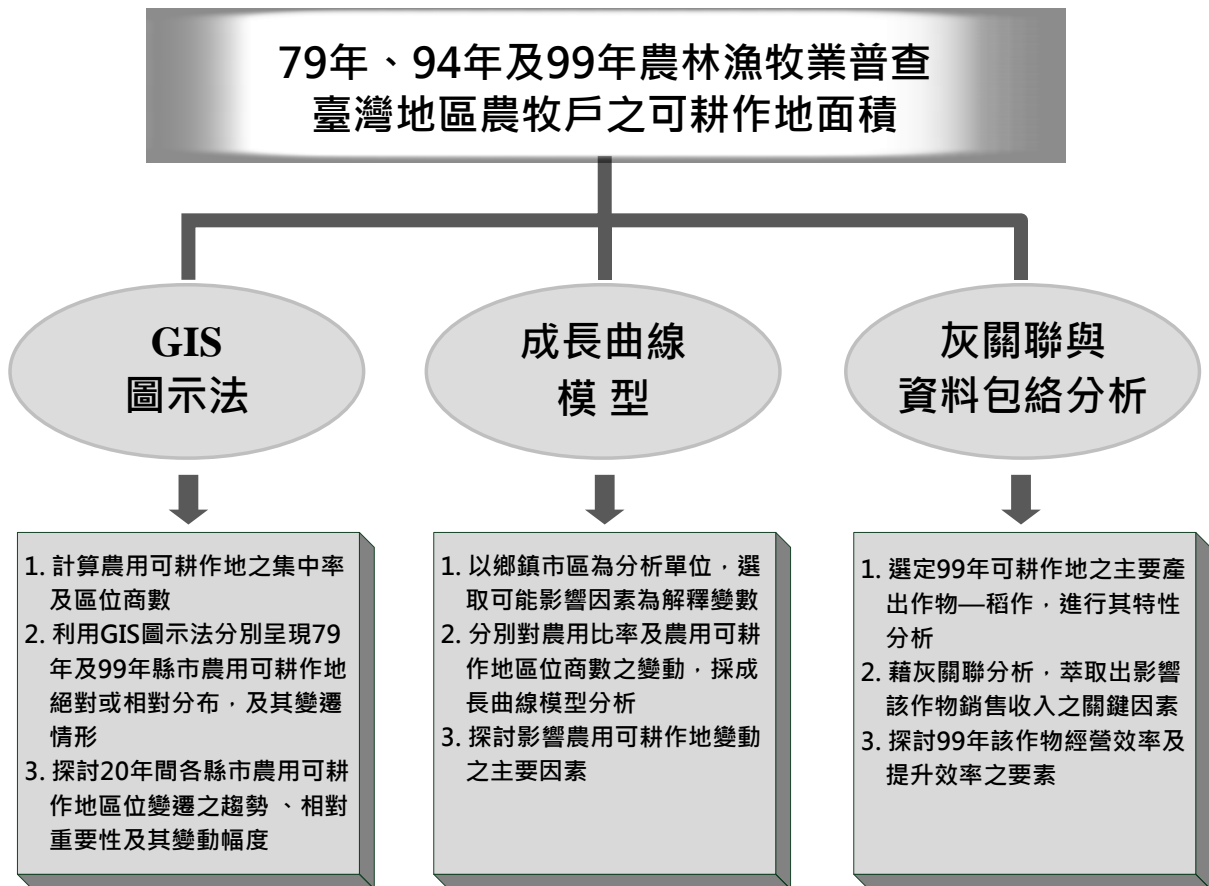 79年、94年及99年農林漁牧業普查
臺灣地區農牧戶之可耕作地面積
GIS
圖示法
成長曲線
模 型
灰關聯與
資料包絡分析
1. 計算農用可耕作地之集中率
及區位商數
2. 利用GIS圖示法分別呈現79
年及99年縣市農用可耕作地
絕對或相對分布，及其變遷
情形
3. 探討20年間各縣市農用可耕
作地區位變遷之趨勢 、相對
重要性及其變動幅度
1. 以鄉鎮市區為分析單位，選
取可能影響因素為解釋變數
2. 分別對農用比率及農用可耕
作地區位商數之變動，採成
長曲線模型分析
3. 探討影響農用可耕作地變動
之主要因素
1. 選定99年可耕作地之主要產
出作物—稻作，進行其特性
分析
2. 藉灰關聯分析，萃取出影響
該作物銷售收入之關鍵因素
3. 探討99年該作物經營效率及
提升效率之要素